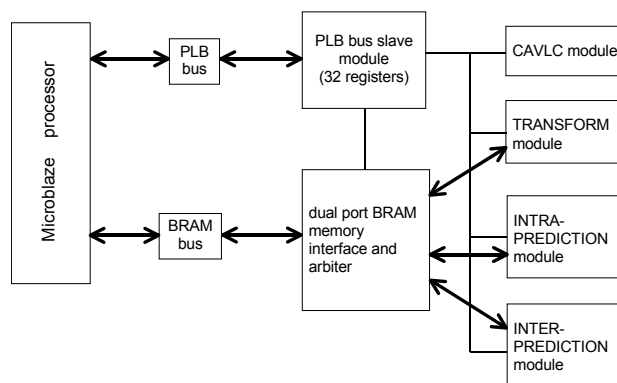 Microblaze processor
PLB
bus
PLB bus slave
module
(32 registers)
CAVLC module
TRANSFORM
module
BRAM
bus
dual port BRAM
memory
interface and
arbiter
INTRA-
PREDICTION
module
INTER-
PREDICTION
module